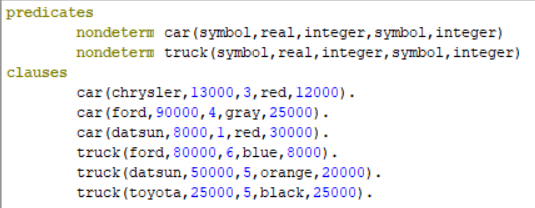 predicates
nondeterm car(symbol,real,integer,symbol,integer)
nondeterm truck(symbol,real,integer,symbol,integer)
clauses
car(chrysler,13000,3,red,12000).
car(ford,90000,4,gray,25000).
car(datsun,8000,1,red,30000).
truck(ford,80000,6,blue,8000).
truck(datsun,50000,5,orange,20000).
truck(toyota,25000,5,black,25000).